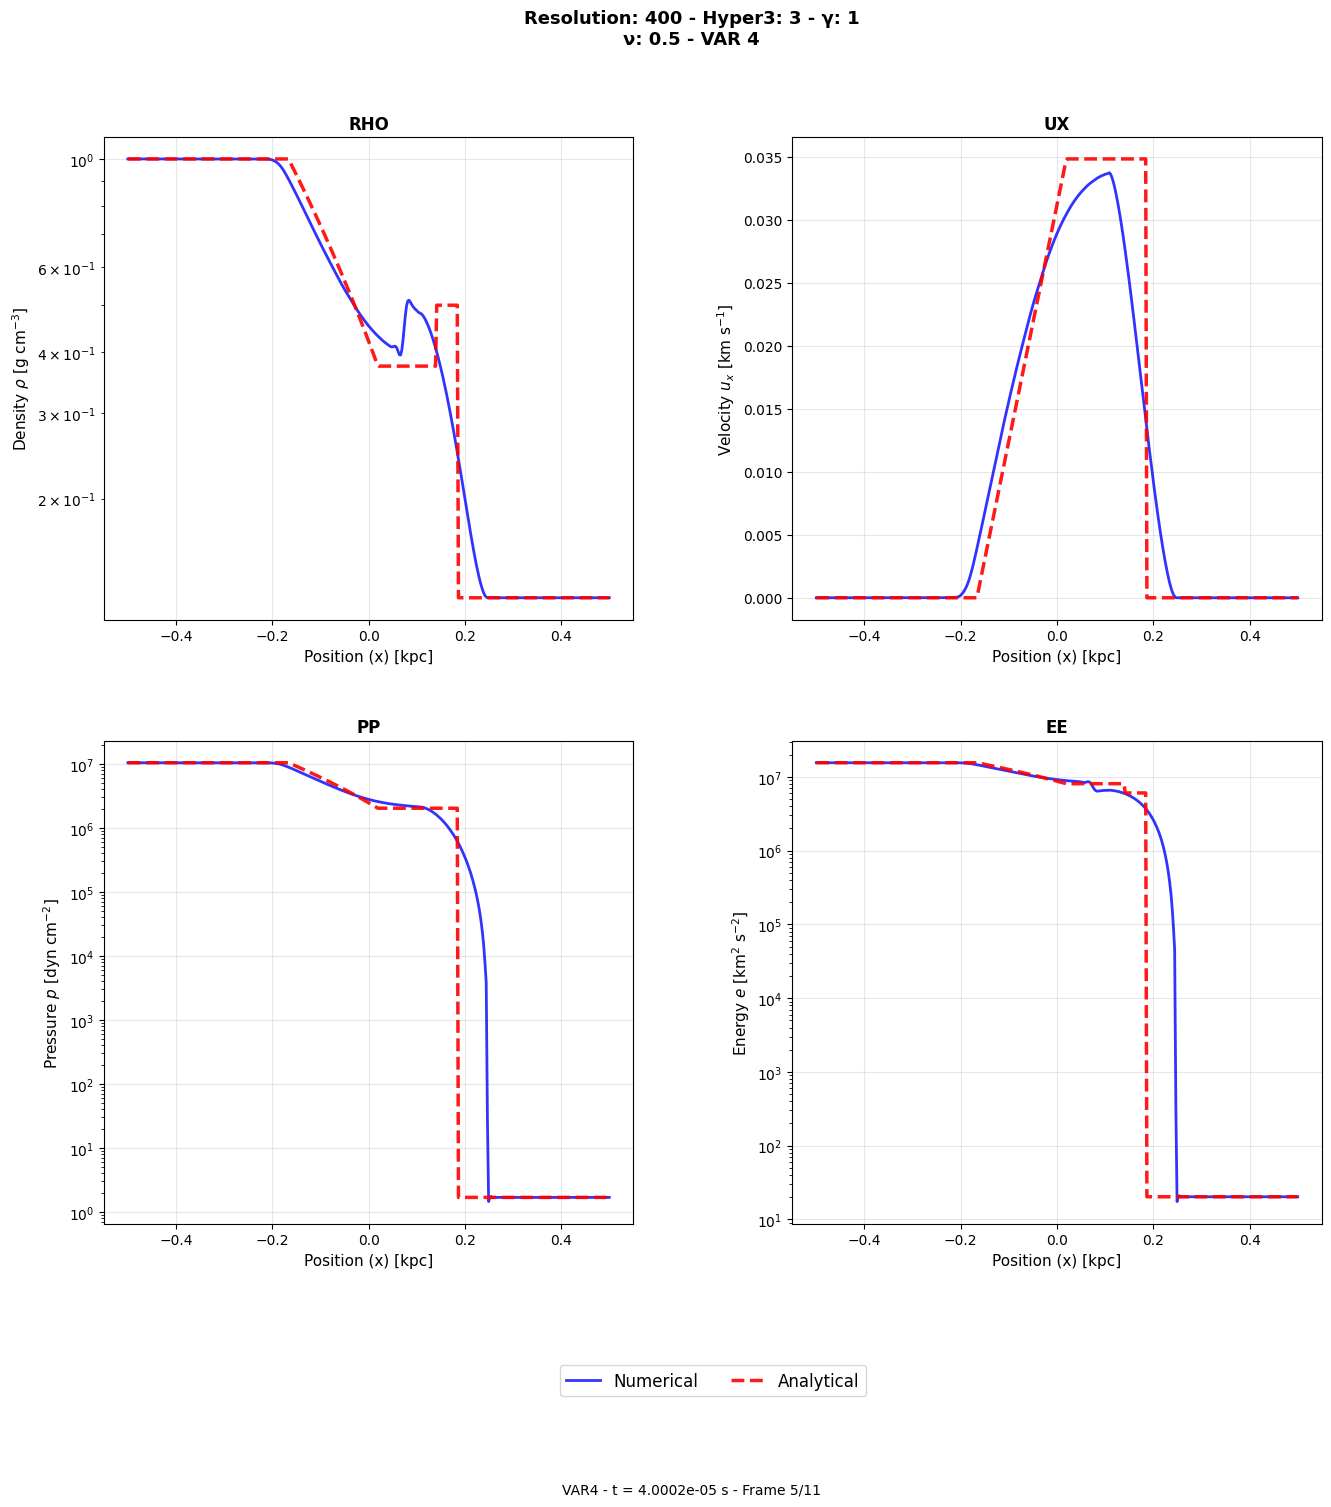 Resolution: 400 - Hyper3: 3 - γ: 1
ν: 0.5 - VAR 4
RHO
10⁰
6 × 10⁻¹
4 × 10⁻¹
3 × 10⁻¹
2 × 10⁻¹
Density ρ [g cm⁻³]
−0.4 −0.2 0.0 0.2 0.4
Position (x) [kpc]
UX
0.035
0.030
0.025
0.020
0.015
0.010
0.005
0.000
Velocity uₓ [km s⁻¹]
−0.4 −0.2 0.0 0.2 0.4
Position (x) [kpc]
PP
10⁷
10⁶
10⁵
10⁴
10³
10²
10¹
10⁰
Pressure p [dyn cm⁻²]
−0.4 −0.2 0.0 0.2 0.4
Position (x) [kpc]
EE
10⁷
10⁶
10⁵
10⁴
10³
10²
10¹
Energy e [km² s⁻²]
−0.4 −0.2 0.0 0.2 0.4
Position (x) [kpc]
Numerical Analytical
VAR4 - t = 4.0002e-05 s - Frame 5/11